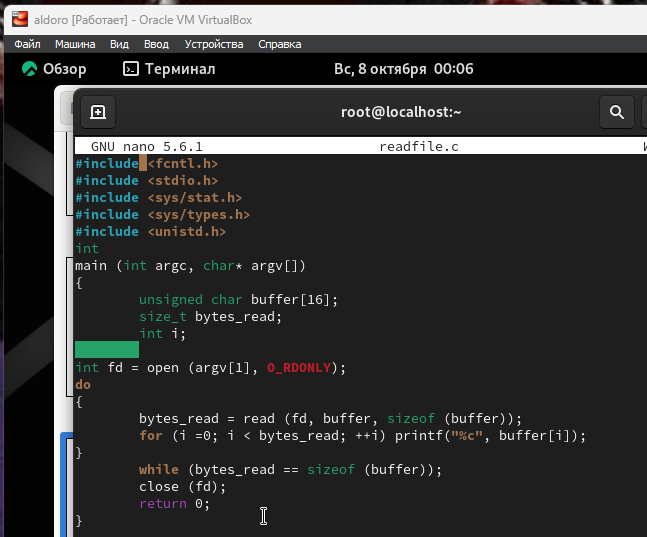 aldoro [Работает] - Oracle VM VirtualBox
Файл Машина Вид Ввод Устройства Справка
Обзор Терминал Вс, 8 октября 00:06
root@localhost:~
GNU nano 5.6.1 readfile.c
#include <fcntl.h>
#include <stdio.h>
#include <sys/stat.h>
#include <sys/types.h>
#include <unistd.h>
int
main (int argc, char* argv[])
{
unsigned char buffer[16];
size_t bytes_read;
int i;
int fd = open (argv[1], O_RDONLY);
do
{
bytes_read = read (fd, buffer, sizeof (buffer));
for (i =0; i < bytes_read; ++i) printf("%c", buffer[i]);
}
while (bytes_read == sizeof (buffer));
close (fd);
return 0;
}